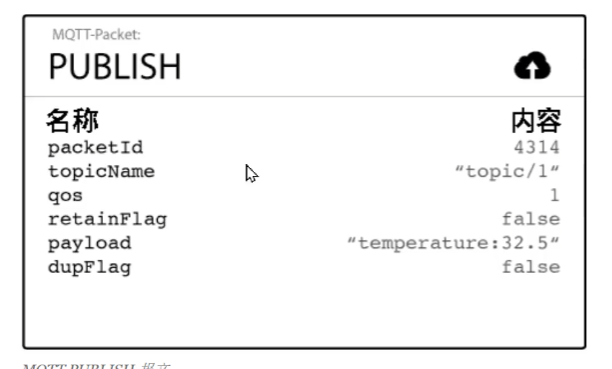 MQTT-Packet:
PUBLISH
名称 内容
packetId 4314
topicName “topic/1“
qos 1
retainFlag false
payload “temperature:32.5“
dupFlag false
MQTT PUBLISH 报文